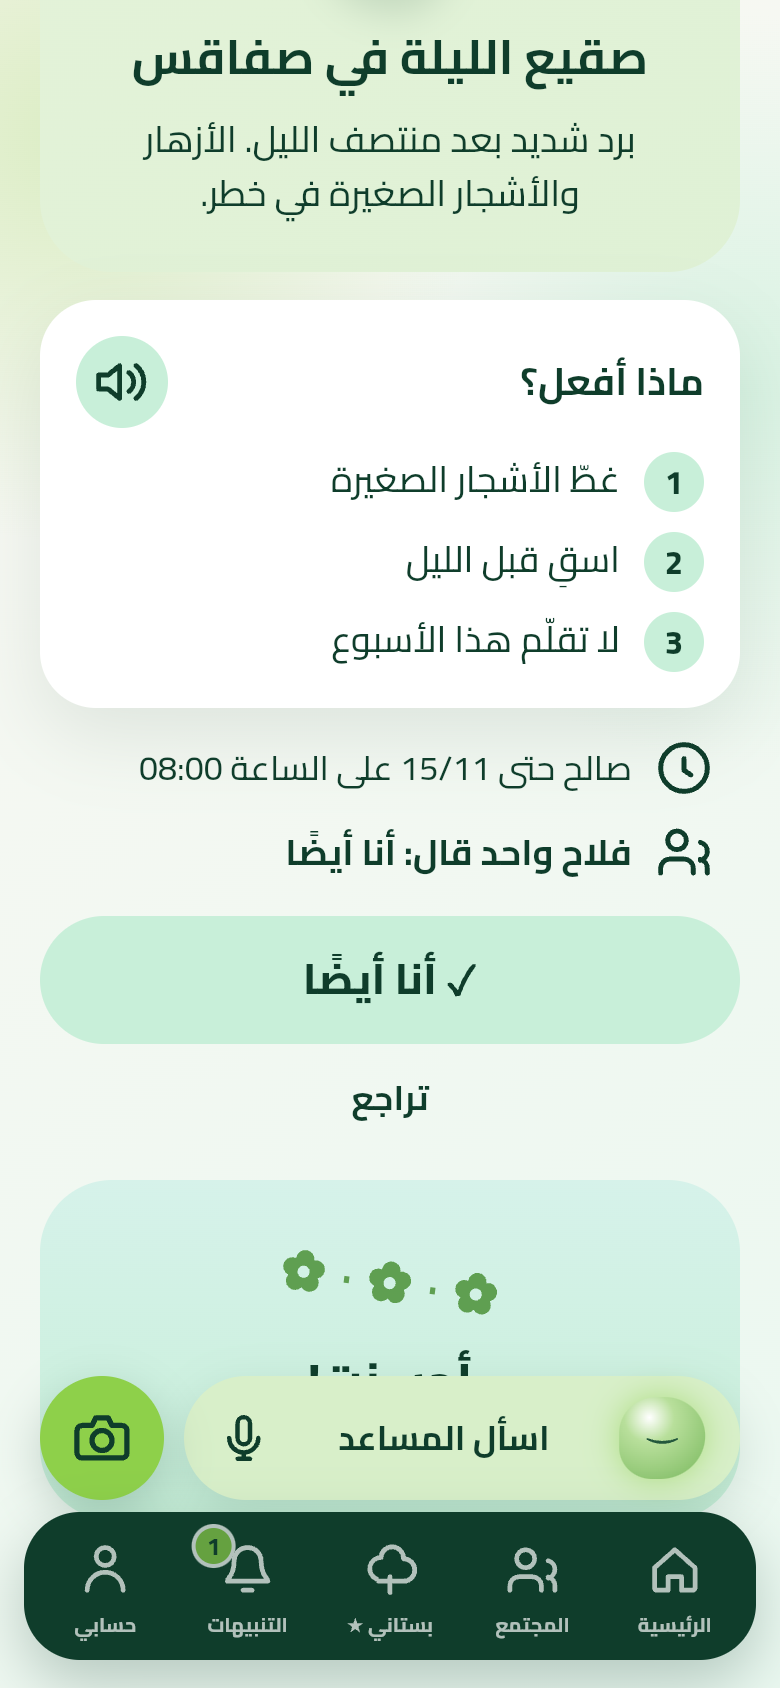 صقيع الليلة في صفاقس
برد شديد بعد منتصف الليل. الأزهار
والأشجار الصغيرة في خطر.
ماذا أفعل؟
1 غطّ الأشجار الصغيرة
2 اسقِ قبل الليل
3 لا تقلّم هذا الأسبوع
صالح حتى 15/11 على الساعة 08:00
فلاح واحد قال: أنا أيضًا
✓ أنا أيضًا
تراجع
اسأل المساعد
1
الرئيسية
المجتمع
بستاني ★
التنبيهات
حسابي